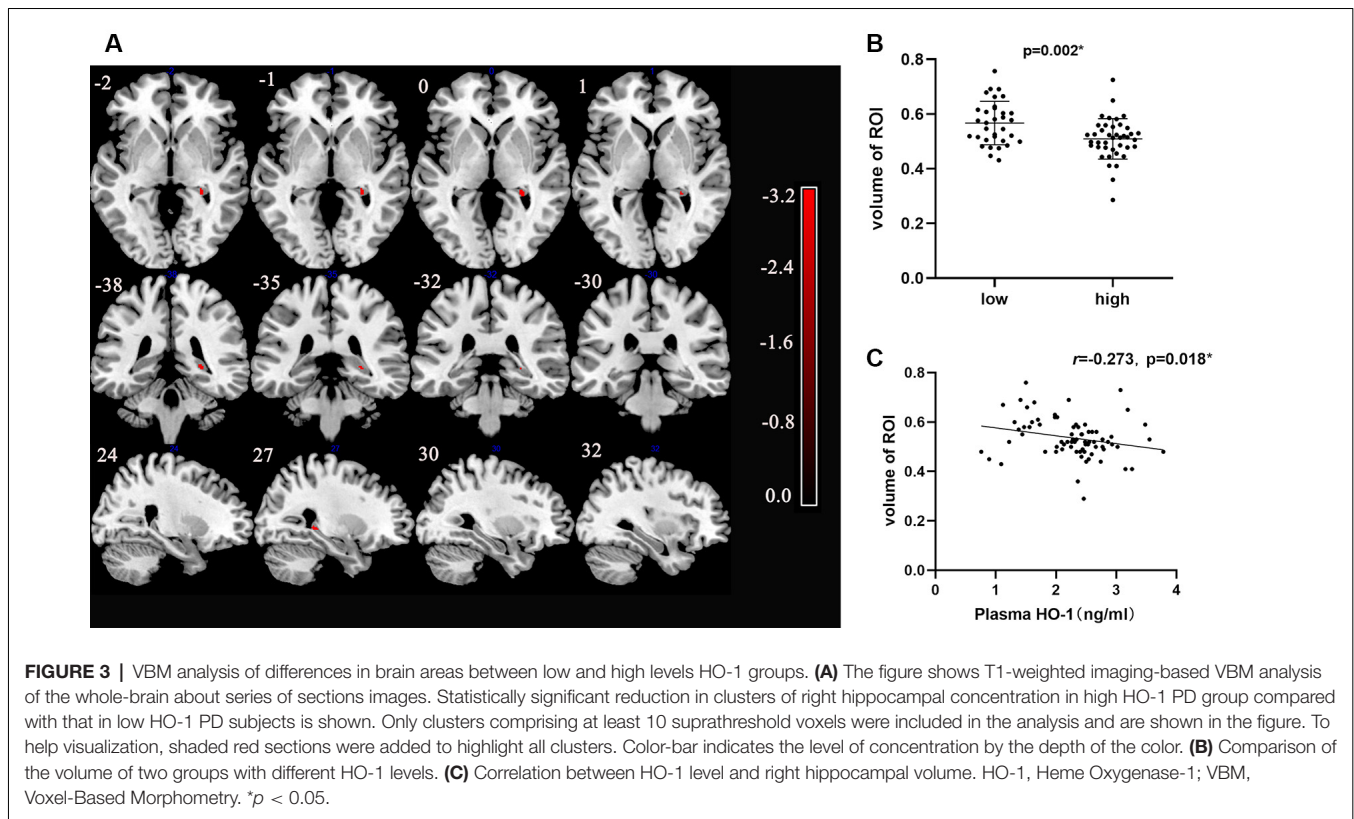 A
-2
-1
0
1
-38
-35
-32
-30
24
27
30
32
-3.2
-2.4
-1.6
-0.8
0.0
B
p=0.002*
0.8
0.6
0.4
0.2
0.0
volume of ROI
low high
C
r=-0.273, p=0.018*
0.8
0.6
0.4
0.2
0.0
volume of ROI
0 1 2 3 4
Plasma HO-1(ng/ml)
FIGURE 3 | VBM analysis of differences in brain areas between low and high levels HO-1 groups. (A) The figure shows T1-weighted imaging-based VBM analysis
of the whole-brain about series of sections images. Statistically significant reduction in clusters of right hippocampal concentration in high HO-1 PD group compared
with that in low HO-1 PD subjects is shown. Only clusters comprising at least 10 suprathreshold voxels were included in the analysis and are shown in the figure. To
help visualization, shaded red sections were added to highlight all clusters. Color-bar indicates the level of concentration by the depth of the color. (B) Comparison of
the volume of two groups with different HO-1 levels. (C) Correlation between HO-1 level and right hippocampal volume. HO-1, Heme Oxygenase-1; VBM,
Voxel-Based Morphometry. *p < 0.05.